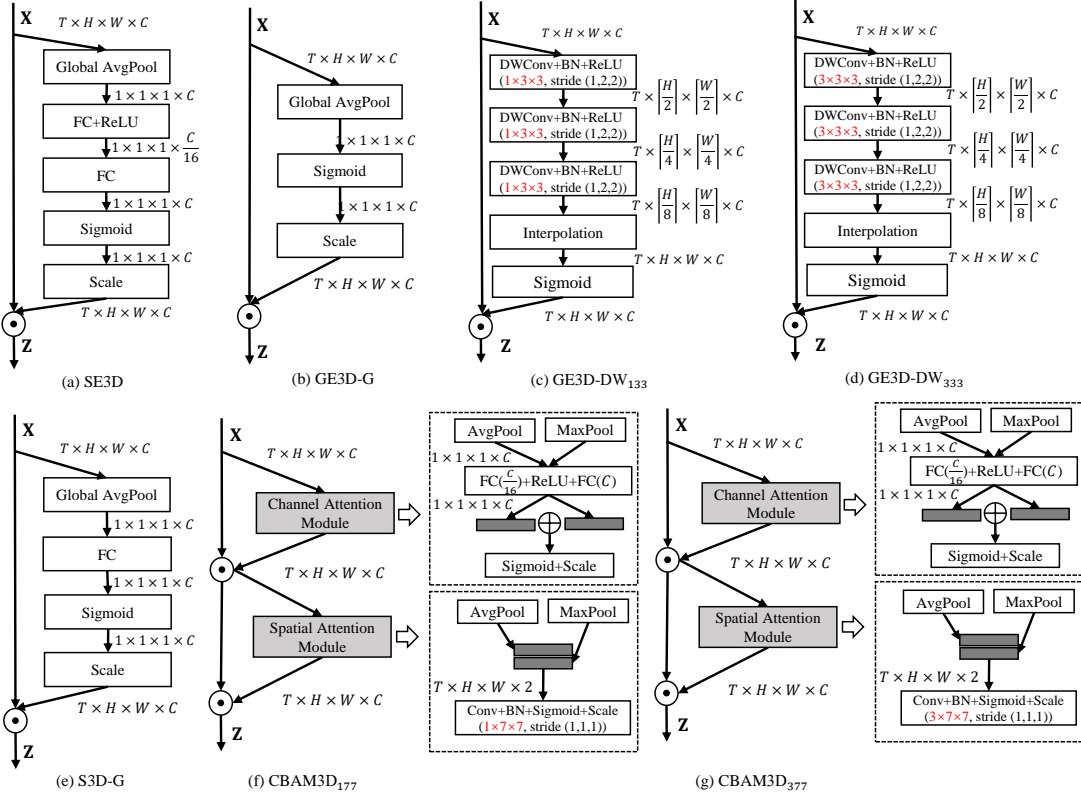 X
T × H × W × C
Global AvgPool
1 × 1 × 1 × C
FC+ReLU
1 × 1 × 1 × C/16
FC
1 × 1 × 1 × C
Sigmoid
1 × 1 × 1 × C
Scale
T × H × W × C
Z
(a) SE3D
X
T × H × W × C
Global AvgPool
1 × 1 × 1 × C
Sigmoid
1 × 1 × 1 × C
Scale
T × H × W × C
Z
(b) GE3D-G
X
T × H × W × C
DWConv+BN+ReLU
(1×3×3, stride (1,2,2))
T × ⌈H/2⌉ × ⌈W/2⌉ × C
DWConv+BN+ReLU
(1×3×3, stride (1,2,2))
T × ⌈H/4⌉ × ⌈W/4⌉ × C
DWConv+BN+ReLU
(1×3×3, stride (1,2,2))
T × ⌈H/8⌉ × ⌈W/8⌉ × C
Interpolation
T × H × W × C
Sigmoid
T × H × W × C
Z
(c) GE3D-DW₁₃₃
X
T × H × W × C
DWConv+BN+ReLU
(3×3×3, stride (1,2,2))
T × ⌈H/2⌉ × ⌈W/2⌉ × C
DWConv+BN+ReLU
(3×3×3, stride (1,2,2))
T × ⌈H/4⌉ × ⌈W/4⌉ × C
DWConv+BN+ReLU
(3×3×3, stride (1,2,2))
T × ⌈H/8⌉ × ⌈W/8⌉ × C
Interpolation
T × H × W × C
Sigmoid
T × H × W × C
Z
(d) GE3D-DW₃₃₃
X
T × H × W × C
Global AvgPool
1 × 1 × 1 × C
FC
1 × 1 × 1 × C
Sigmoid
1 × 1 × 1 × C
Scale
T × H × W × C
Z
(e) S3D-G
X
T × H × W × C
Channel Attention
Module
T × H × W × C
Spatial Attention
Module
T × H × W × C
Z
AvgPool
MaxPool
1 × 1 × 1 × C
FC(C/16)+ReLU+FC(C)
1 × 1 × 1 × C
Sigmoid+Scale
AvgPool
MaxPool
T × H × W × 2
Conv+BN+Sigmoid+Scale
(1×7×7, stride (1,1,1))
(f) CBAM3D₁₇₇
X
T × H × W × C
Channel Attention
Module
T × H × W × C
Spatial Attention
Module
T × H × W × C
Z
AvgPool
MaxPool
1 × 1 × 1 × C
FC(C/16)+ReLU+FC(C)
1 × 1 × 1 × C
Sigmoid+Scale
AvgPool
MaxPool
T × H × W × 2
Conv+BN+Sigmoid+Scale
(3×7×7, stride (1,1,1))
(g) CBAM3D₃₇₇